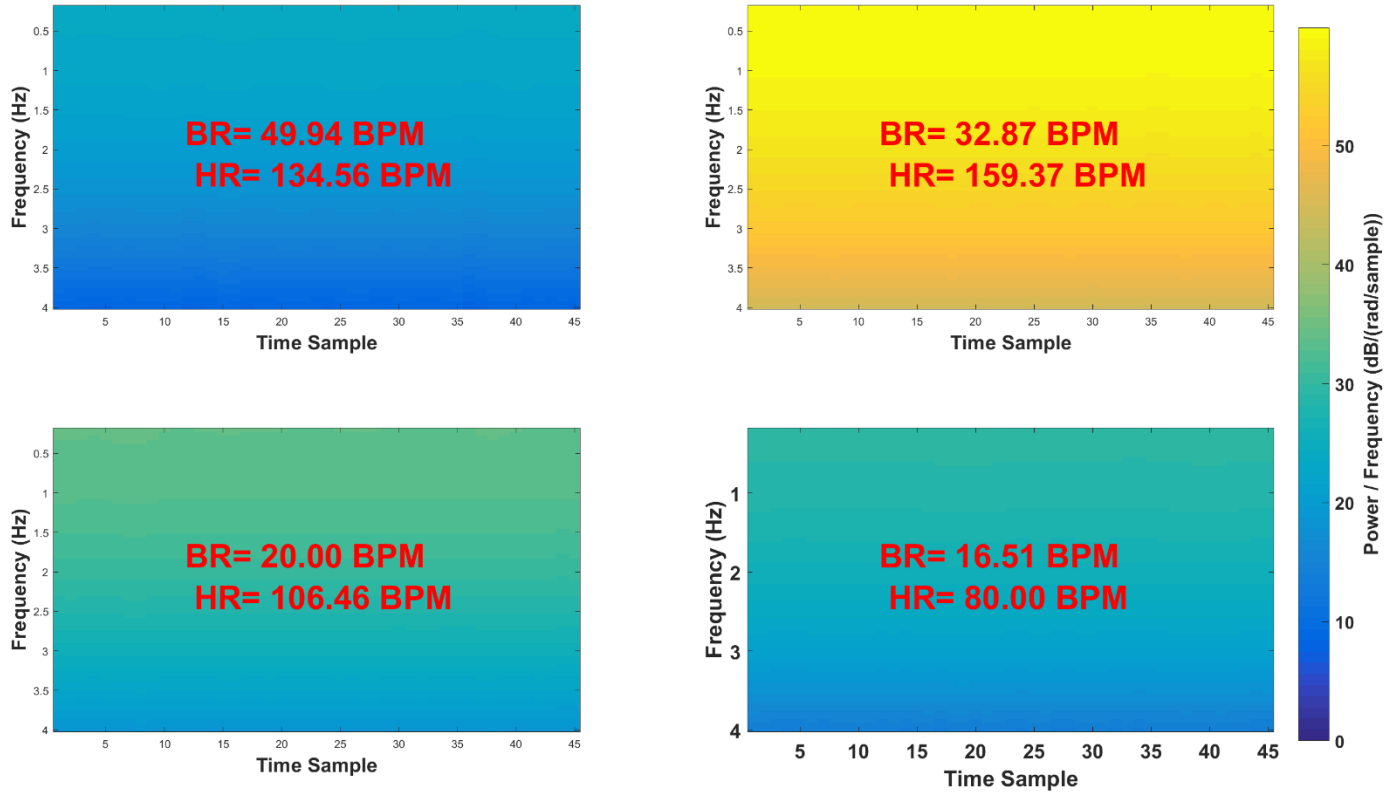 Frequency (Hz)
0.5
1
1.5
2
2.5
3
3.5
4
BR= 49.94 BPM
HR= 134.56 BPM
5 10 15 20 25 30 35 40 45
Time Sample
Frequency (Hz)
0.5
1
1.5
2
2.5
3
3.5
4
BR= 32.87 BPM
HR= 159.37 BPM
5 10 15 20 25 30 35 40 45
Time Sample
Frequency (Hz)
0.5
1
1.5
2
2.5
3
3.5
4
BR= 20.00 BPM
HR= 106.46 BPM
5 10 15 20 25 30 35 40 45
Time Sample
Frequency (Hz)
1
2
3
4
BR= 16.51 BPM
HR= 80.00 BPM
5 10 15 20 25 30 35 40 45
Time Sample
50
40
30
20
10
0
Power / Frequency (dB/(rad/sample))